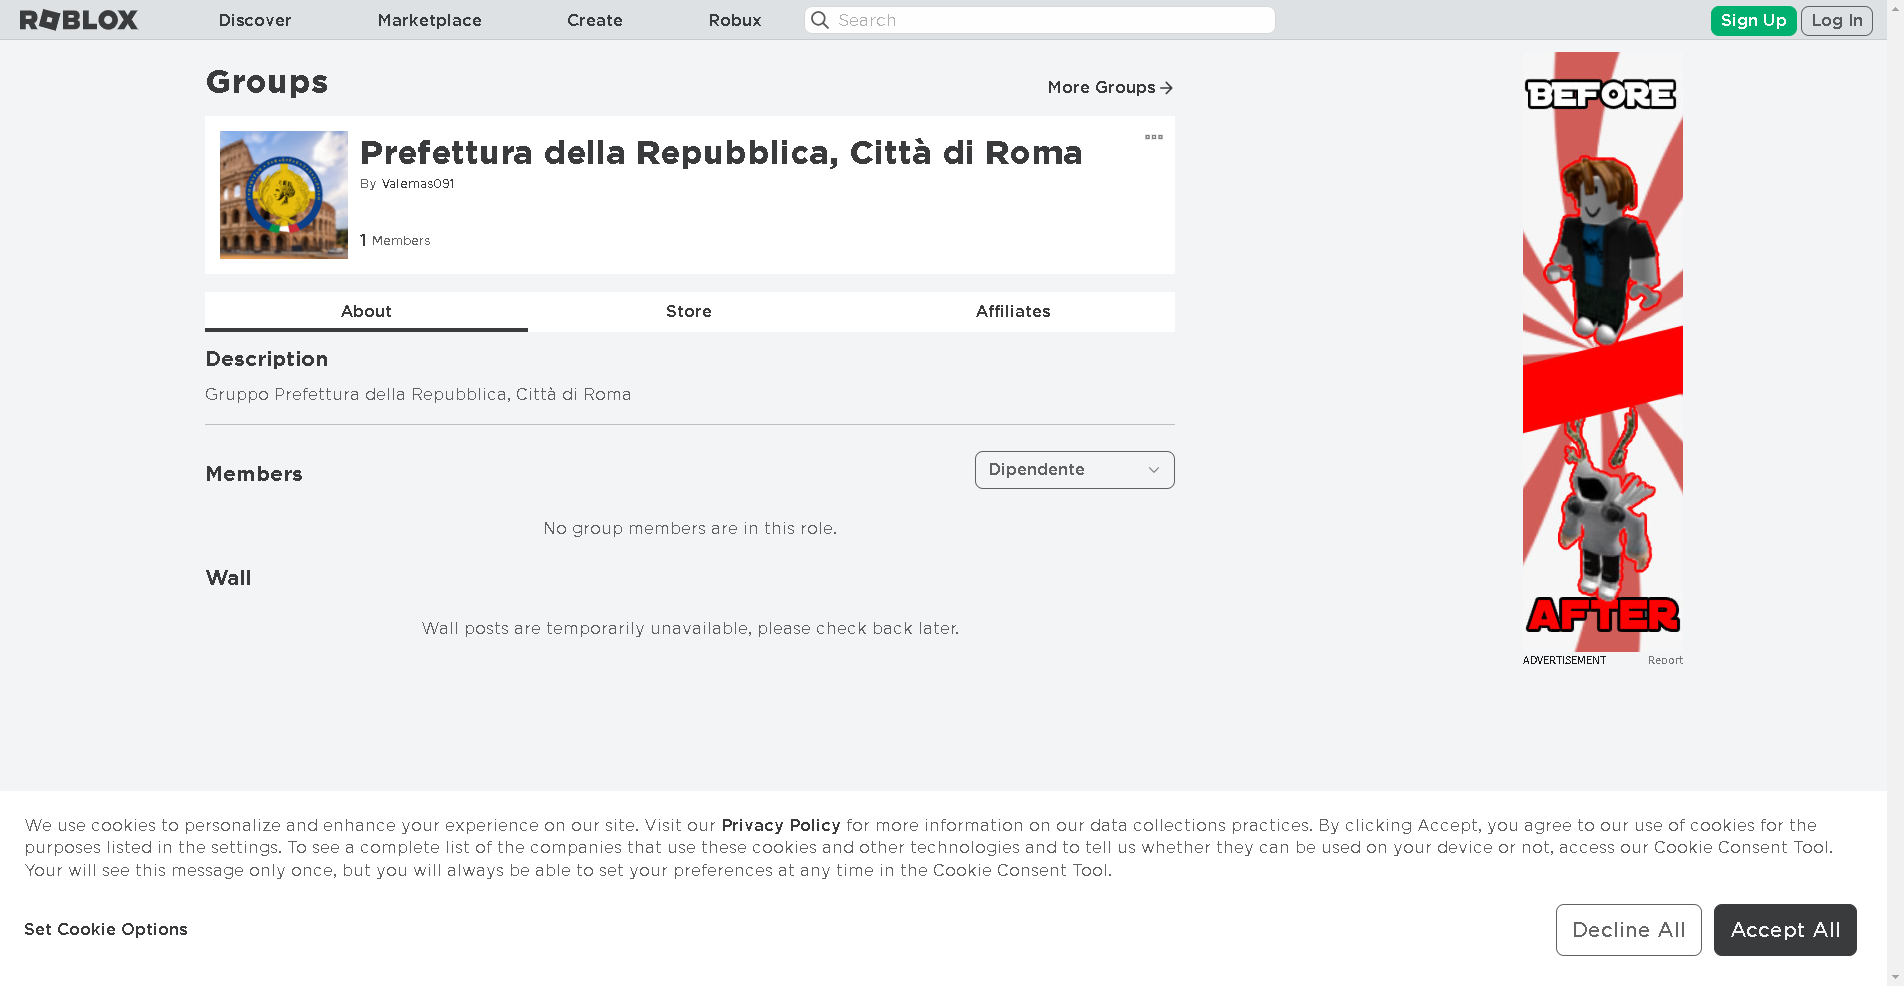 ROBLOX
Discover
Marketplace
Create
Robux
Search
Sign Up
Log In
Groups
More Groups
Prefettura della Repubblica, Città di Roma
By Valemas091
1 Members
About
Store
Affiliates
Description
Gruppo Prefettura della Repubblica, Città di Roma
Members
Dipendente
No group members are in this role.
Wall
Wall posts are temporarily unavailable, please check back later.
BEFORE
AFTER
ADVERTISEMENT
Report
We use cookies to personalize and enhance your experience on our site. Visit our Privacy Policy for more information on our data collections practices. By clicking Accept, you agree to our use of cookies for the
purposes listed in the settings. To see a complete list of the companies that use these cookies and other technologies and to tell us whether they can be used on your device or not, access our Cookie Consent Tool.
Your will see this message only once, but you will always be able to set your preferences at any time in the Cookie Consent Tool.
Set Cookie Options
Decline All
Accept All